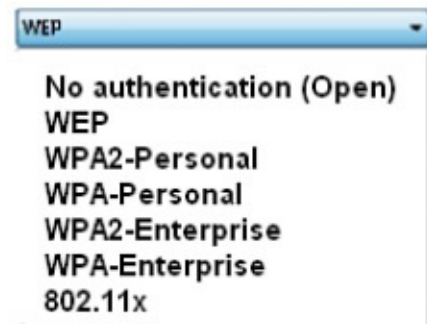 WEP
No authentication (Open)
WEP
WPA2-Personal
WPA-Personal
WPA2-Enterprise
WPA-Enterprise
802.11x